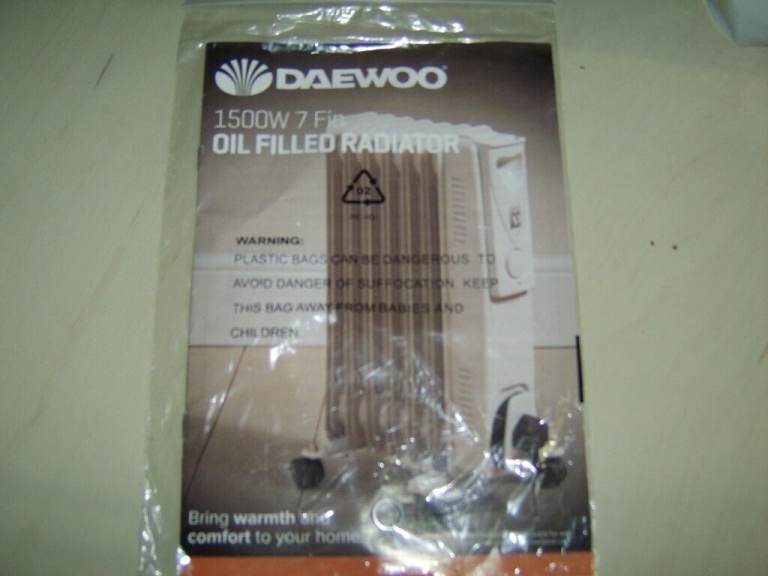 DAEWOO
1500W 7 Fin
OIL FILLED RADIATOR
02
WARNING:
PLASTIC BAGS CAN BE DANGEROUS. TO
AVOID DANGER OF SUFFOCATION. KEEP
THIS BAG AWAY FROM BABIES AND
CHILDREN.
Bring warmth and
comfort to your home